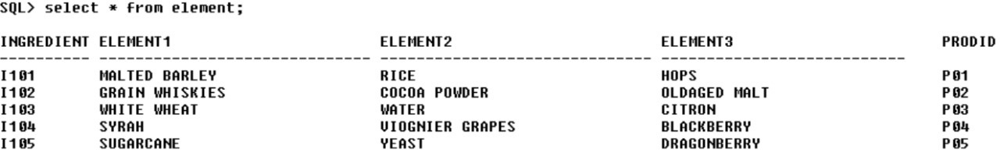 SQL> select * from element;
INGREDIENT ELEMENT1 ELEMENT2 ELEMENT3 PRODID
---------- ------------------------------ ------------------------------ ---------------------------
I101 MALTED BARLEY RICE HOPS P01
I102 GRAIN WHISKIES COCOA POWDER OLDAGED MALT P02
I103 WHITE WHEAT WATER CITRON P03
I104 SYRAH VIOGNIER GRAPES BLACKBERRY P04
I105 SUGARCANE YEAST DRAGONBERRY P05